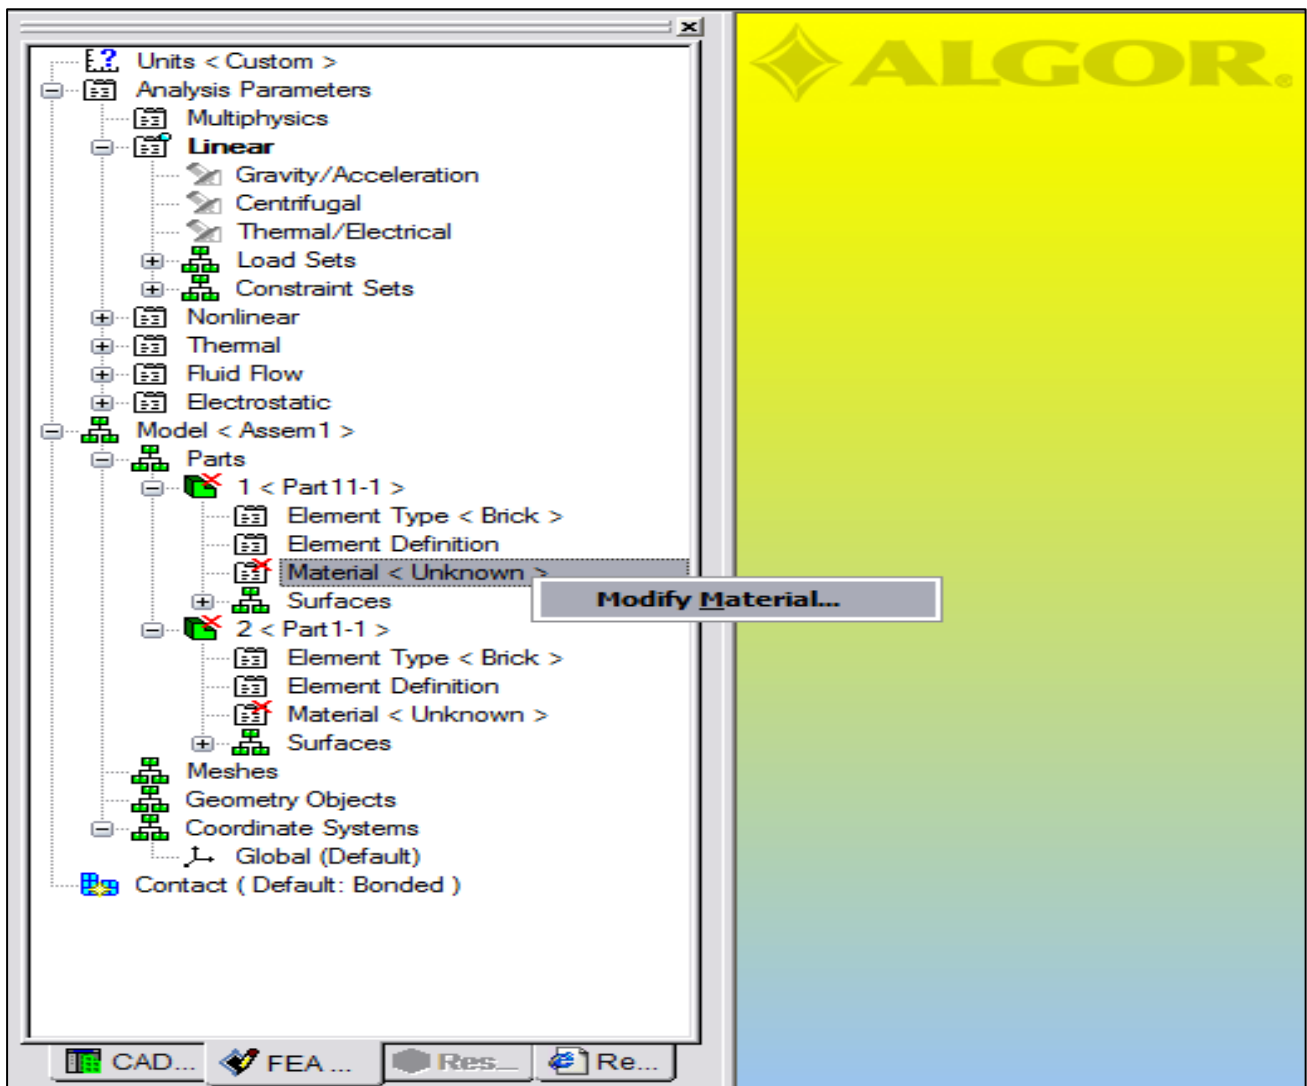 ALGOR®
Units < Custom >
Analysis Parameters
Multiphysics
Linear
Gravity/Acceleration
Centrifugal
Thermal/Electrical
Load Sets
Constraint Sets
Nonlinear
Thermal
Fluid Flow
Electrostatic
Model < Assem1 >
Parts
1 < Part11-1 >
Element Type < Brick >
Element Definition
Material < Unknown >
Modify Material...
Surfaces
2 < Part1-1 >
Element Type < Brick >
Element Definition
Material < Unknown >
Surfaces
Meshes
Geometry Objects
Coordinate Systems
Global (Default)
Contact ( Default: Bonded )
CAD... FEA ... Res... Re...